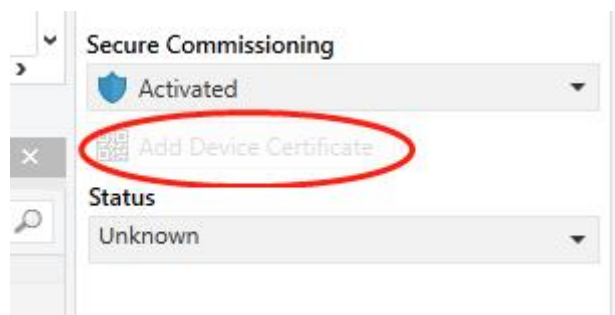 Secure Commissioning
Activated
Add Device Certificate
Status
Unknown